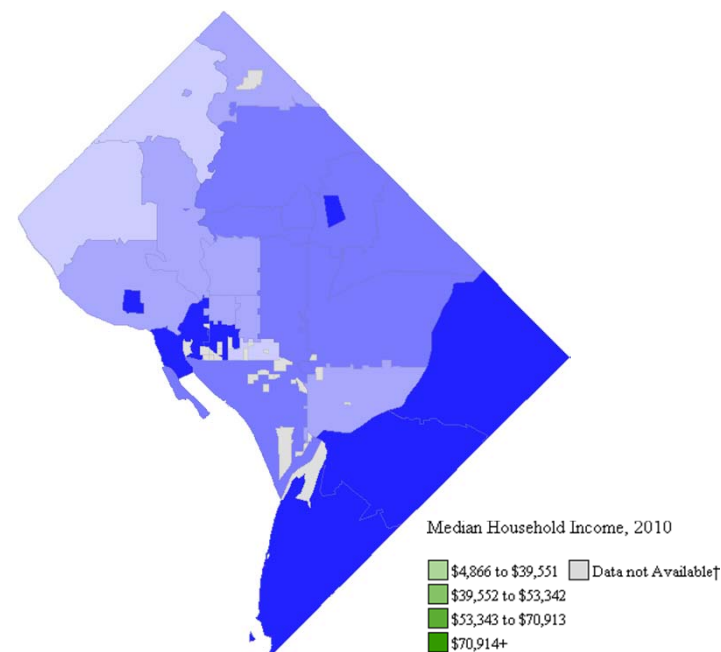 Median Household Income, 2010
$4,866 to $39,551
Data not Available†
$39,552 to $53,342
$53,343 to $70,913
$70,914+